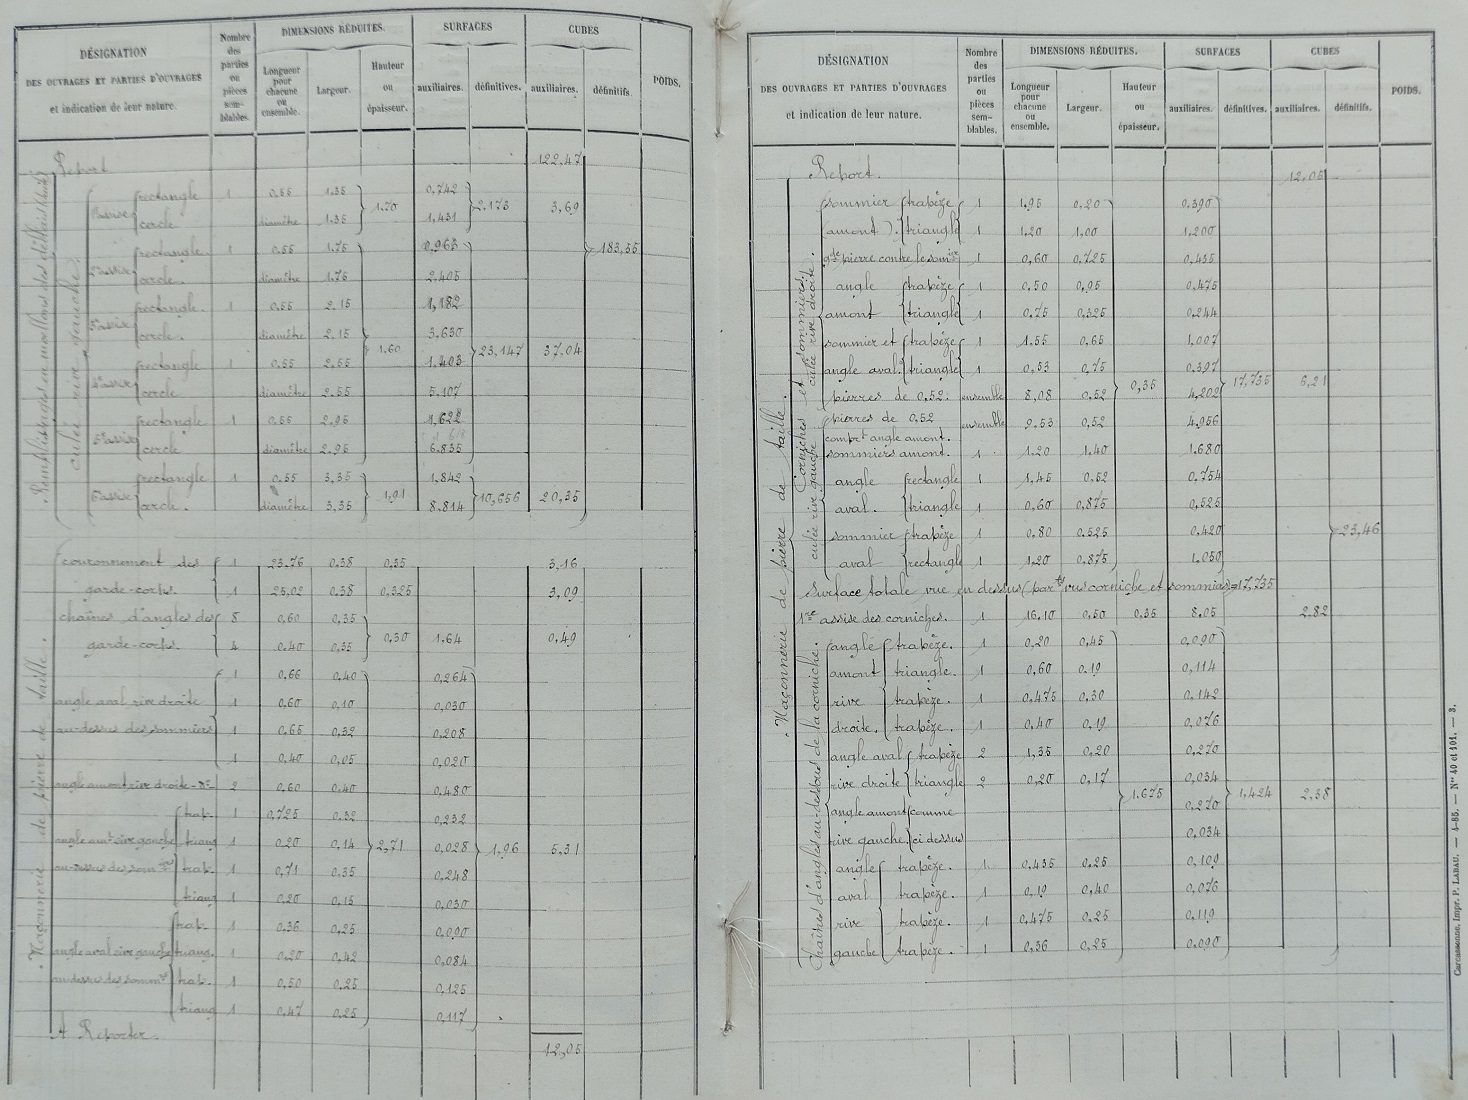 DÉSIGNATION
DES OUVRAGES ET PARTIES D'OUVRAGES
et indication de leur nature.
Nombre des parties ou pièces sem-blables.
DIMENSIONS RÉDUITES.
Longueur pour chacune ou ensemble.
Largeur.
Hauteur ou épaisseur.
SURFACES
auxiliaires.
définitives.
CUBES
auxiliaires.
définitifs.
POIDS.
Report 122,47
Remplissages en moellons des
culée rive gauche.
1e assise rectangle 1 0.55 1.35 1.70 0,742 2,173 3,69
cercle diamètre 1.35 1,431
2e assise rectangle. 1 0.55 1.75 0,963 183,55
cercle. diamètre 1.75 2.405
3e assise rectangle. 1 0.55 2,15 1,182
cercle. diamètre 2,15 1.60 3.630 23,147 37,04
4e assise rectangle 1 0.55 2,55 1,403
cercle diamètre 2.55 5.107
5e assise rectangle 1 0.55 2,95 1,622
cercle diamètre 2,95 6.835
6e assise rectangle 1 0.55 3,35 1,91 1,842 10,656 20,35
cercle. diamètre 3.35 8.814
Maçonnerie de pierre de taille.
couronnement des 1 23.76 0,38 0,35 3,16
garde-corps. 1 25,02 0,38 0,325 3,09
chaînes d'angles des 8 0,60 0,35 0,30 1.64 0,49
garde-corps. 4 0.40 0,35
1 0,66 0,40 0,264
angle aval rive droite 1 0,60 0,10 0,030
au-dessus des sommiers 1 0,65 0,32 0,208
1 0,40 0,05 0,020
angle amont rive droite 2 0,60 0,40 0,480
trap. 1 0,725 0.32 0,232
angle amt rive gauche triang 1 0,20 0,14 2,71 0,028 1,96 5,31
au-dessus des somers trap. 1 0,71 0,35 0,248
triang 1 0,20 0,15 0,030
trap. 1 0,36 0,25 0,090
angle aval rive gauche triang. 1 0,20 0,42 0,084
au-dessus des sommrs trap. 1 0,50 0,25 0,125
triang 1 0,47 0,25 0,117
A Reporter. 12,05
DÉSIGNATION
DES OUVRAGES ET PARTIES D'OUVRAGES
et indication de leur nature.
Nombre des parties ou pièces sem-blables.
DIMENSIONS RÉDUITES.
Longueur pour chacune ou ensemble.
Largeur.
Hauteur ou épaisseur.
SURFACES
auxiliaires.
définitives.
CUBES
auxiliaires.
définitifs.
POIDS.
Report. 12,05
Maçonnerie de pierre de taille.
Corniches et sommiers.
culée rive droite.
sommier trapèze 1 1,95 0,20 0.390
(amont). triangle 1 1,20 1,00 1,200
gde pierre contre le somier 1 0,60 0,725 0,435
angle trapèze 1 0,50 0,95 0,475
amont triangle 1 0,75 0,325 0,244
sommier et trapèze 1 1.55 0,65 1,007
angle aval. triangle 1 0,53 0,75 0.397
pierres de 0,52. ensemble 8,08 0,52 0,35 4,202 17,735 6,21
culée rive gauche
pierres de 0.52 ensemble 9.53 0,52 4,956
compt angle amont.
sommiers amont. 1 1.20 1.40 1.680
angle rectangle 1 1,45 0.52 0,754
aval. triangle 1 0,60 0,875 0,525
sommier trapèze 1 0.80 0.525 0,420 23,46
aval rectangle 1 1,20 0,875 1,050
Surface totale vue en dessus (parties vues corniche et sommiers) = 17,735
1re assise des corniches. 1 16,10 0,50 0,35 8,05 2,82
Chaînes d'angles au-dessous de la corniche.
angle trapèze. 1 0,20 0,45 0,090
amont triangle. 1 0,60 0.19 0,114
rive trapèze. 1 0,475 0,30 0,142
droite. trapèze. 1 0,40 0,19 0,076
angle aval trapèze 2 1,35 0,20 0,270
rive droite triangle 2 0,20 0,17 1.675 0,034 1,424 2,38
angle amont comme 0,270
rive gauche. ci dessus 0,034
angle trapèze. 1 0,435 0,25 0,109
aval trapèze. 1 0,19 0,40 0,076
rive trapèze. 1 0,475 0,25 0,119
gauche trapèze. 1 0,36 0,25 0,090
Carcassonne, Impr. P. LABAU. — 4-85. — Nos 40 et 101. — 3.